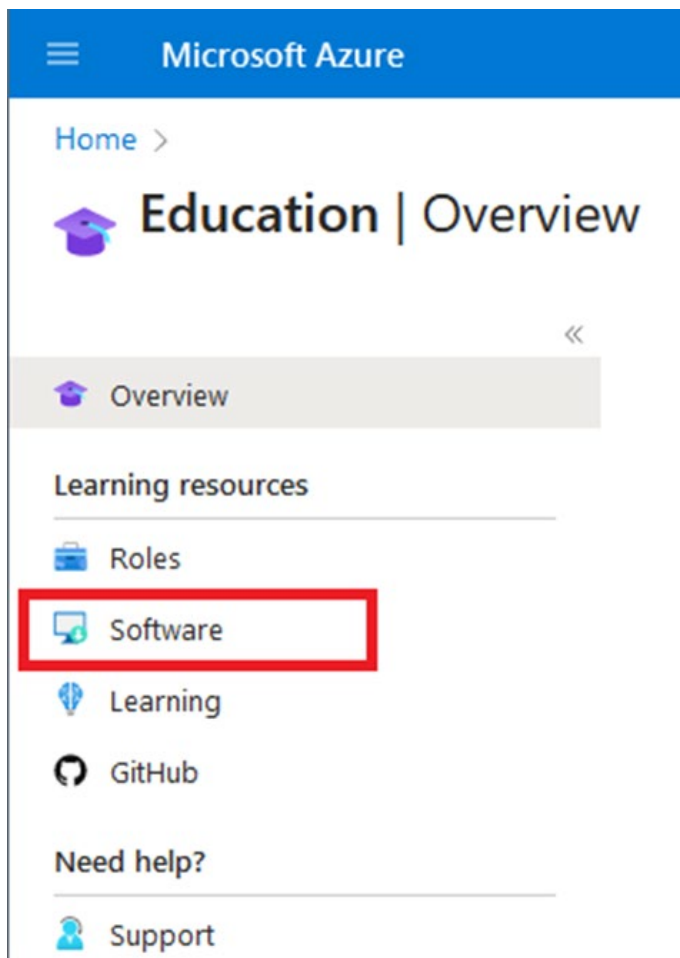 Microsoft Azure
Home >
Education | Overview
«
Overview
Learning resources
Roles
Software
Learning
GitHub
Need help?
Support